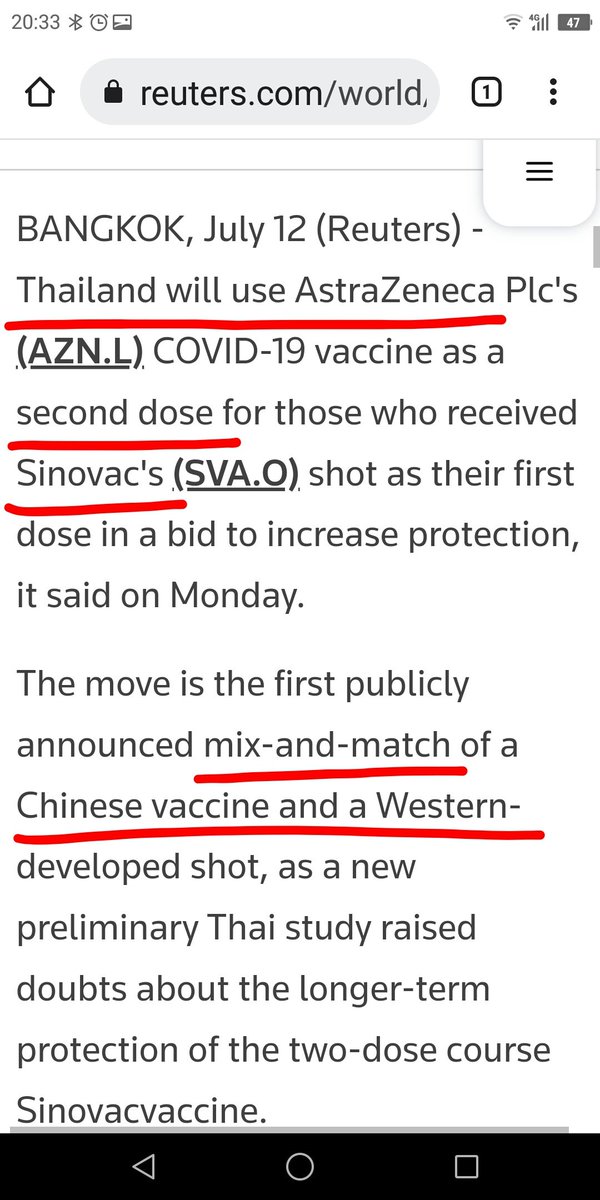 20:33
4G
47
reuters.com/world/
1
BANGKOK, July 12 (Reuters) -
Thailand will use AstraZeneca Plc's
(AZN.L) COVID-19 vaccine as a
second dose for those who received
Sinovac's (SVA.O) shot as their first
dose in a bid to increase protection,
it said on Monday.
The move is the first publicly
announced mix-and-match of a
Chinese vaccine and a Western-
developed shot, as a new
preliminary Thai study raised
doubts about the longer-term
protection of the two-dose course
Sinovacvaccine.